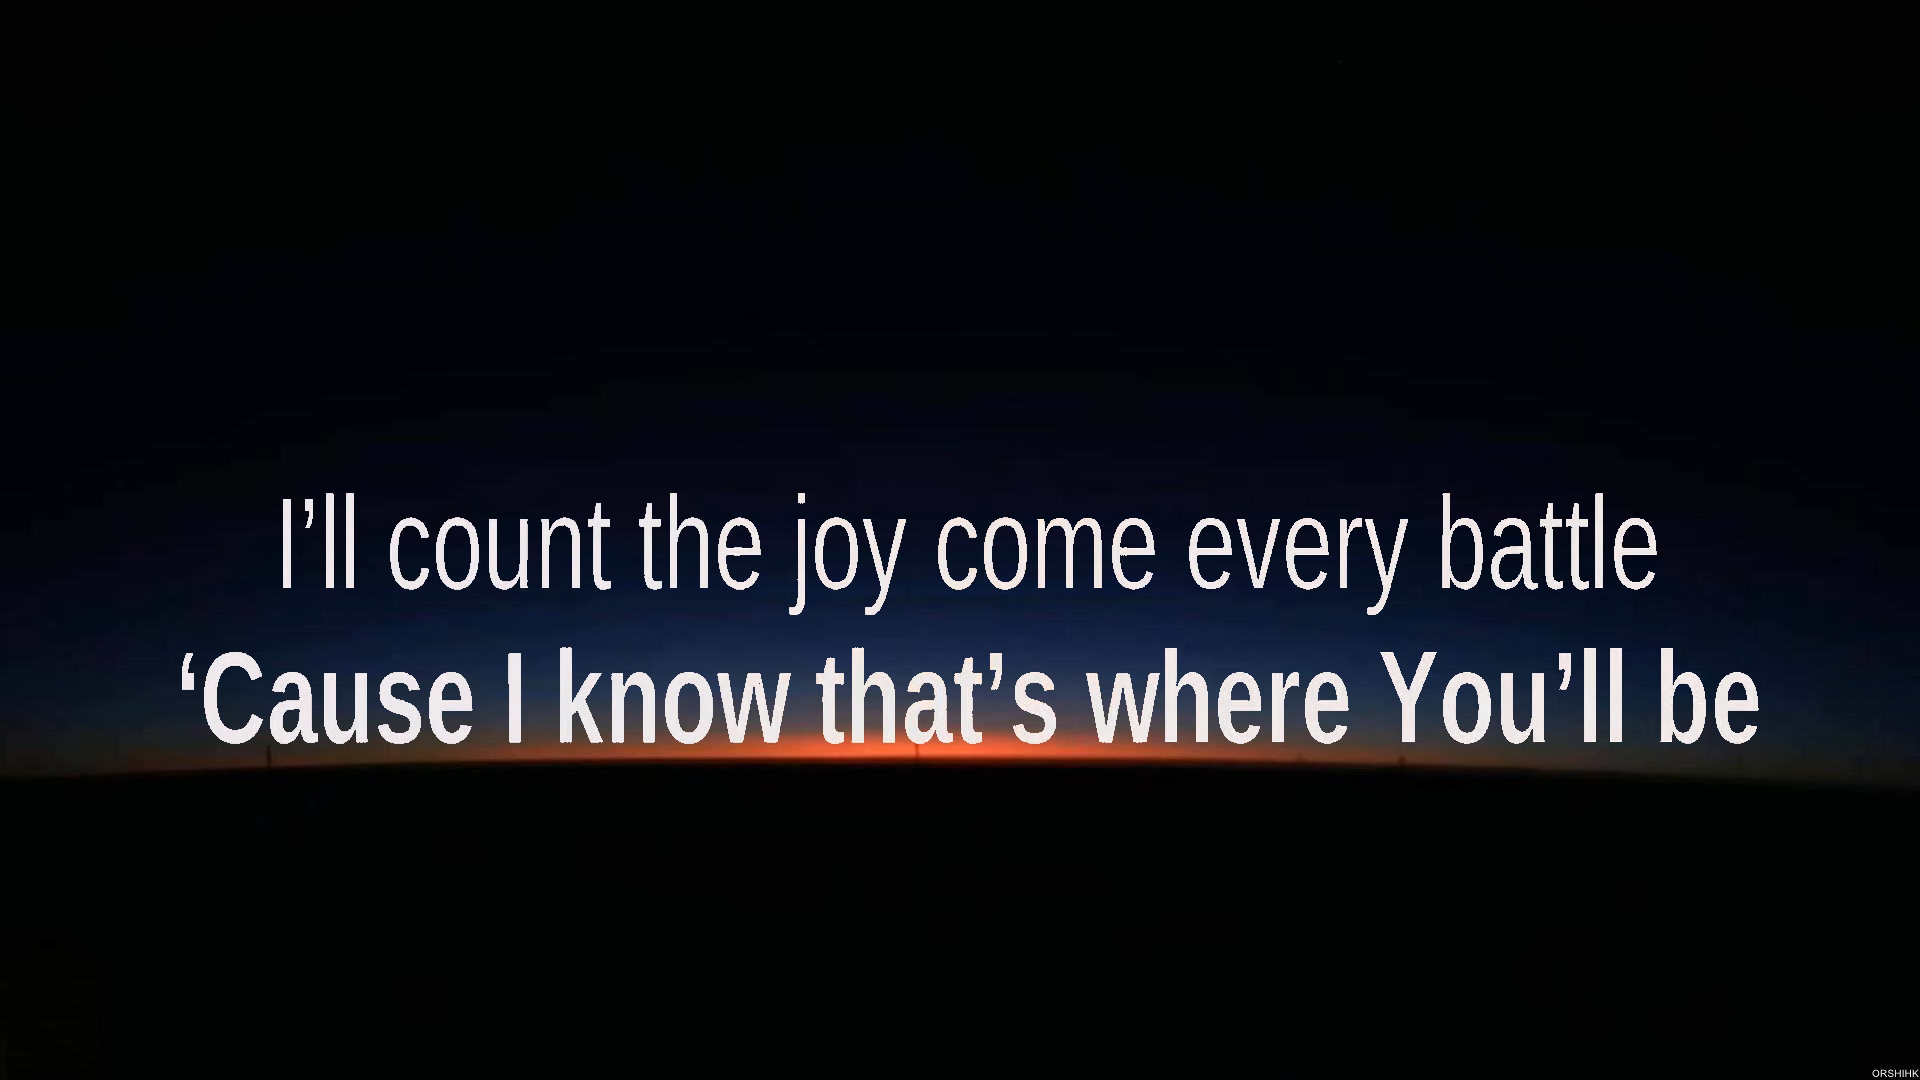 I’ll count the joy come every battle
‘Cause I know that’s where You’ll be
ORSHIHK